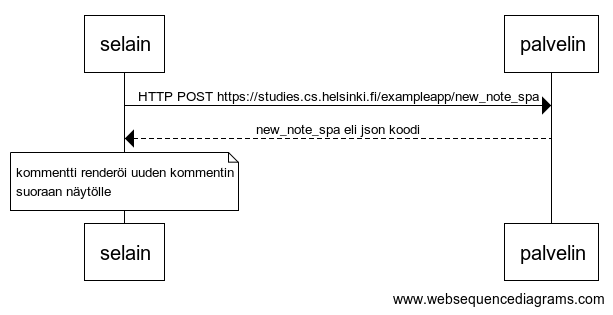 selain
palvelin
HTTP POST https://studies.cs.helsinki.fi/exampleapp/new_note_spa
new_note_spa eli json koodi
kommentti renderöi uuden kommentin
suoraan näytölle
selain
palvelin
www.websequencediagrams.com